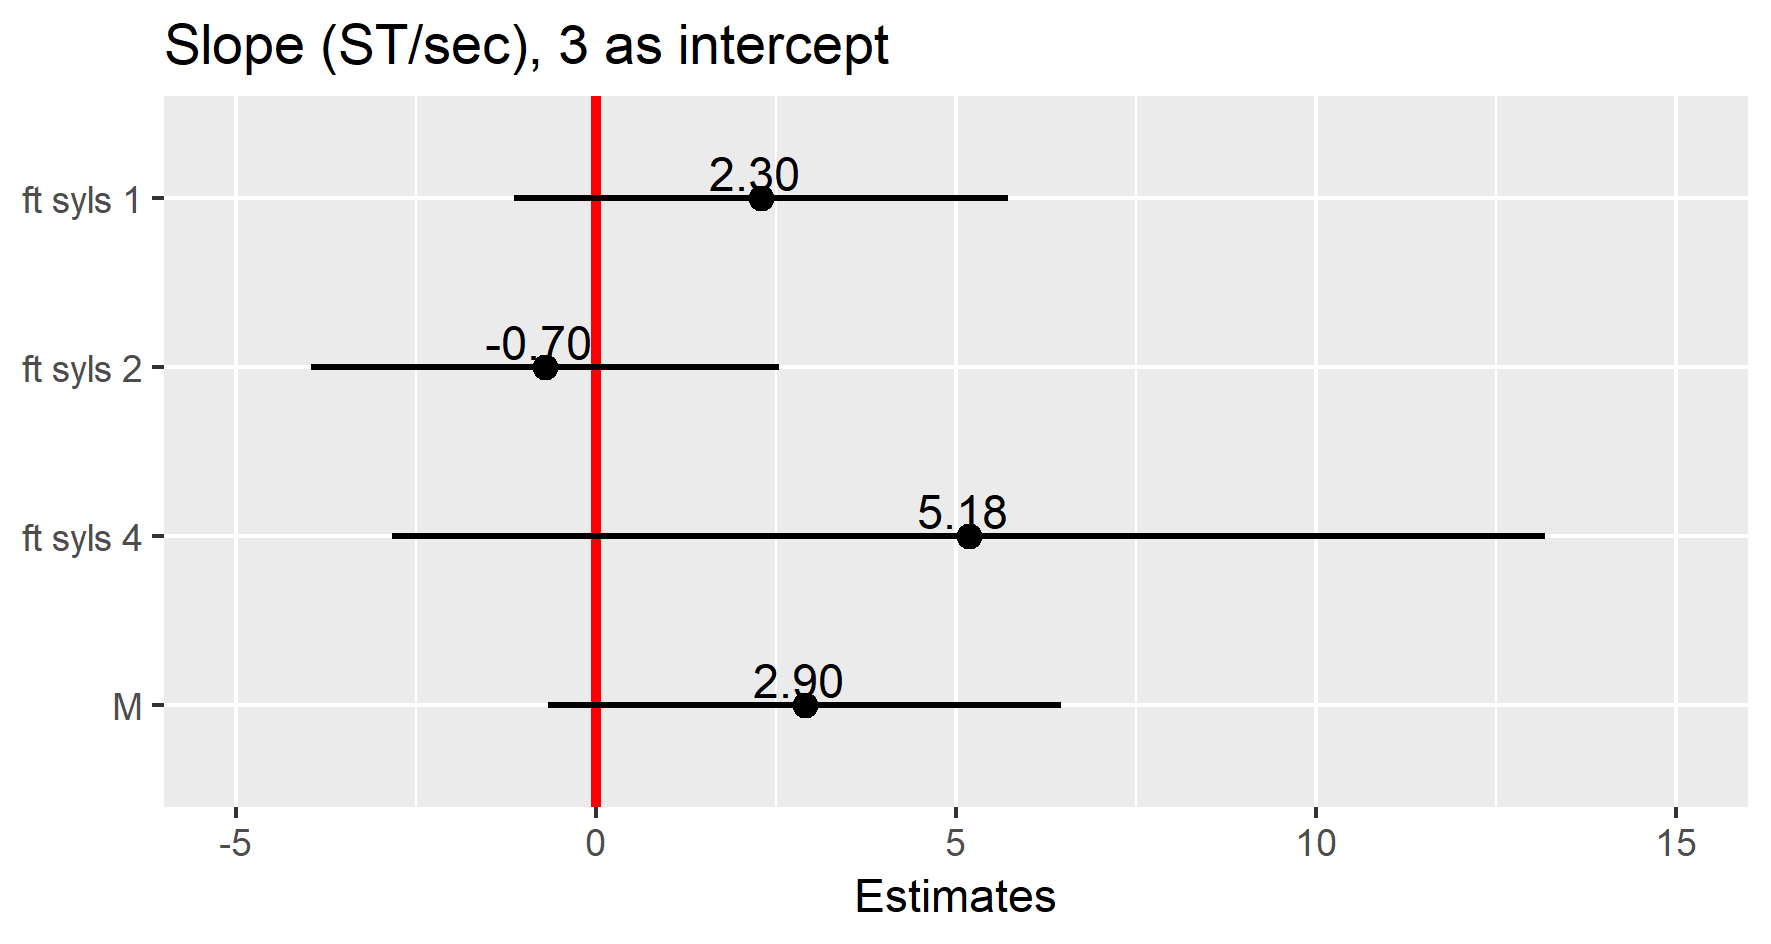 Slope (ST/sec), 3 as intercept
ft syls 1
2.30
ft syls 2
-0.70
ft syls 4
5.18
M
2.90
-5 0 5 10 15
Estimates